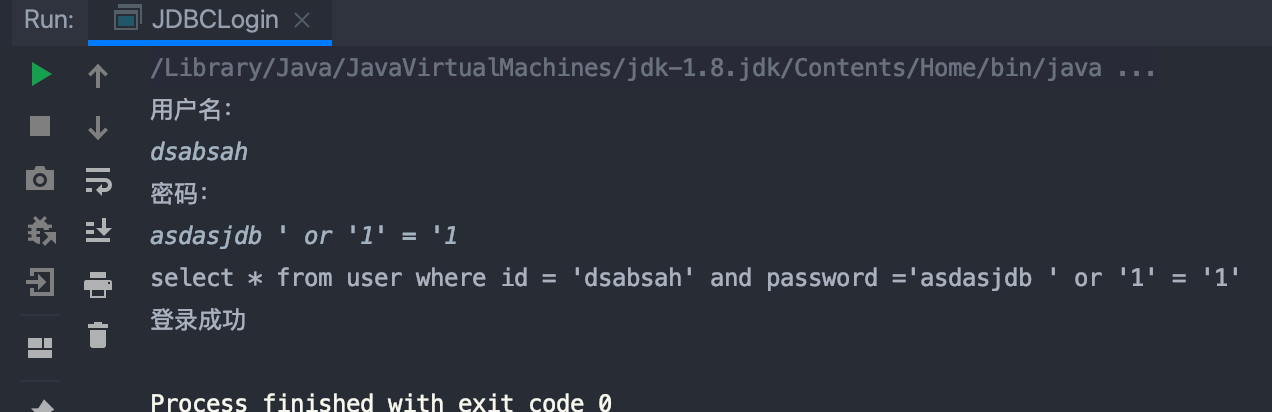 Run: JDBCLogin
/Library/Java/JavaVirtualMachines/jdk-1.8.jdk/Contents/Home/bin/java ...
用户名:
dsabsah
密码:
asdasjdb ' or '1' = '1
select * from user where id = 'dsabsah' and password ='asdasjdb ' or '1' = '1'
登录成功
Process finished with exit code 0